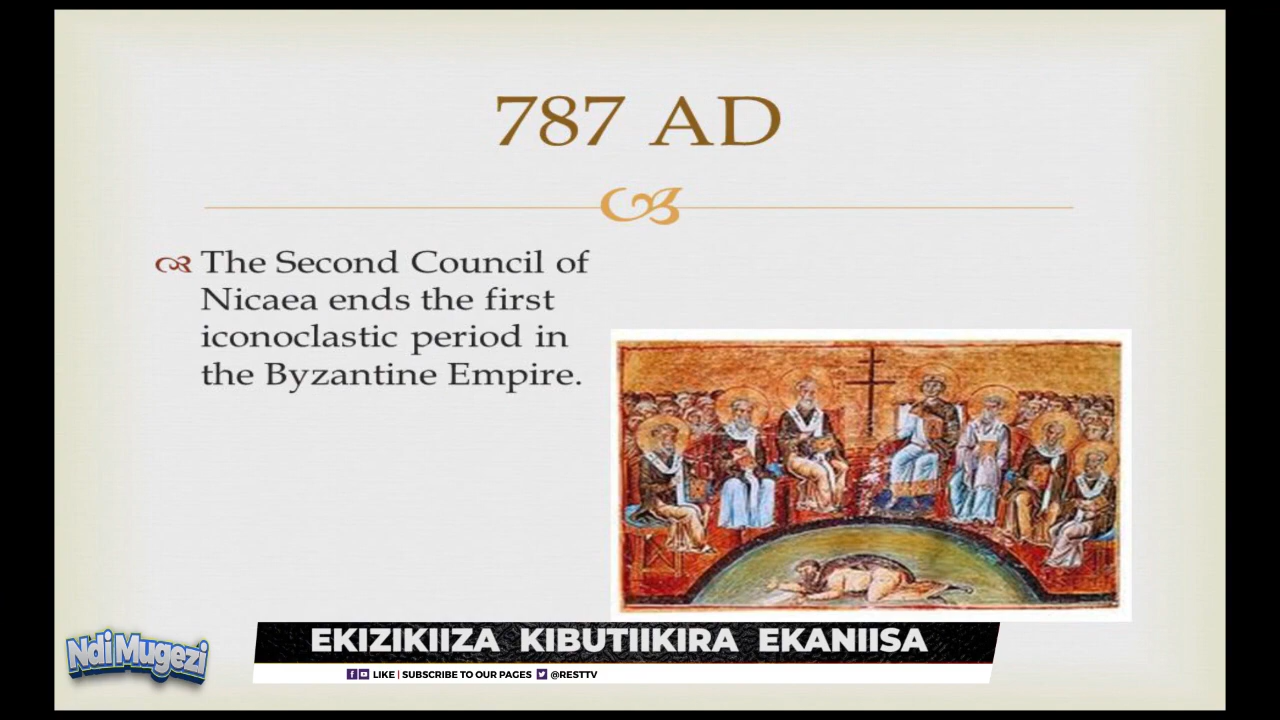 787 AD
The Second Council of
Nicaea ends the first
iconoclastic period in
the Byzantine Empire.
EKIZIKIIZA KIBUTIIKIRA EKANIISA
Ndi Mugezi
LIKE | SUBSCRIBE TO OUR PAGES @RESTTV